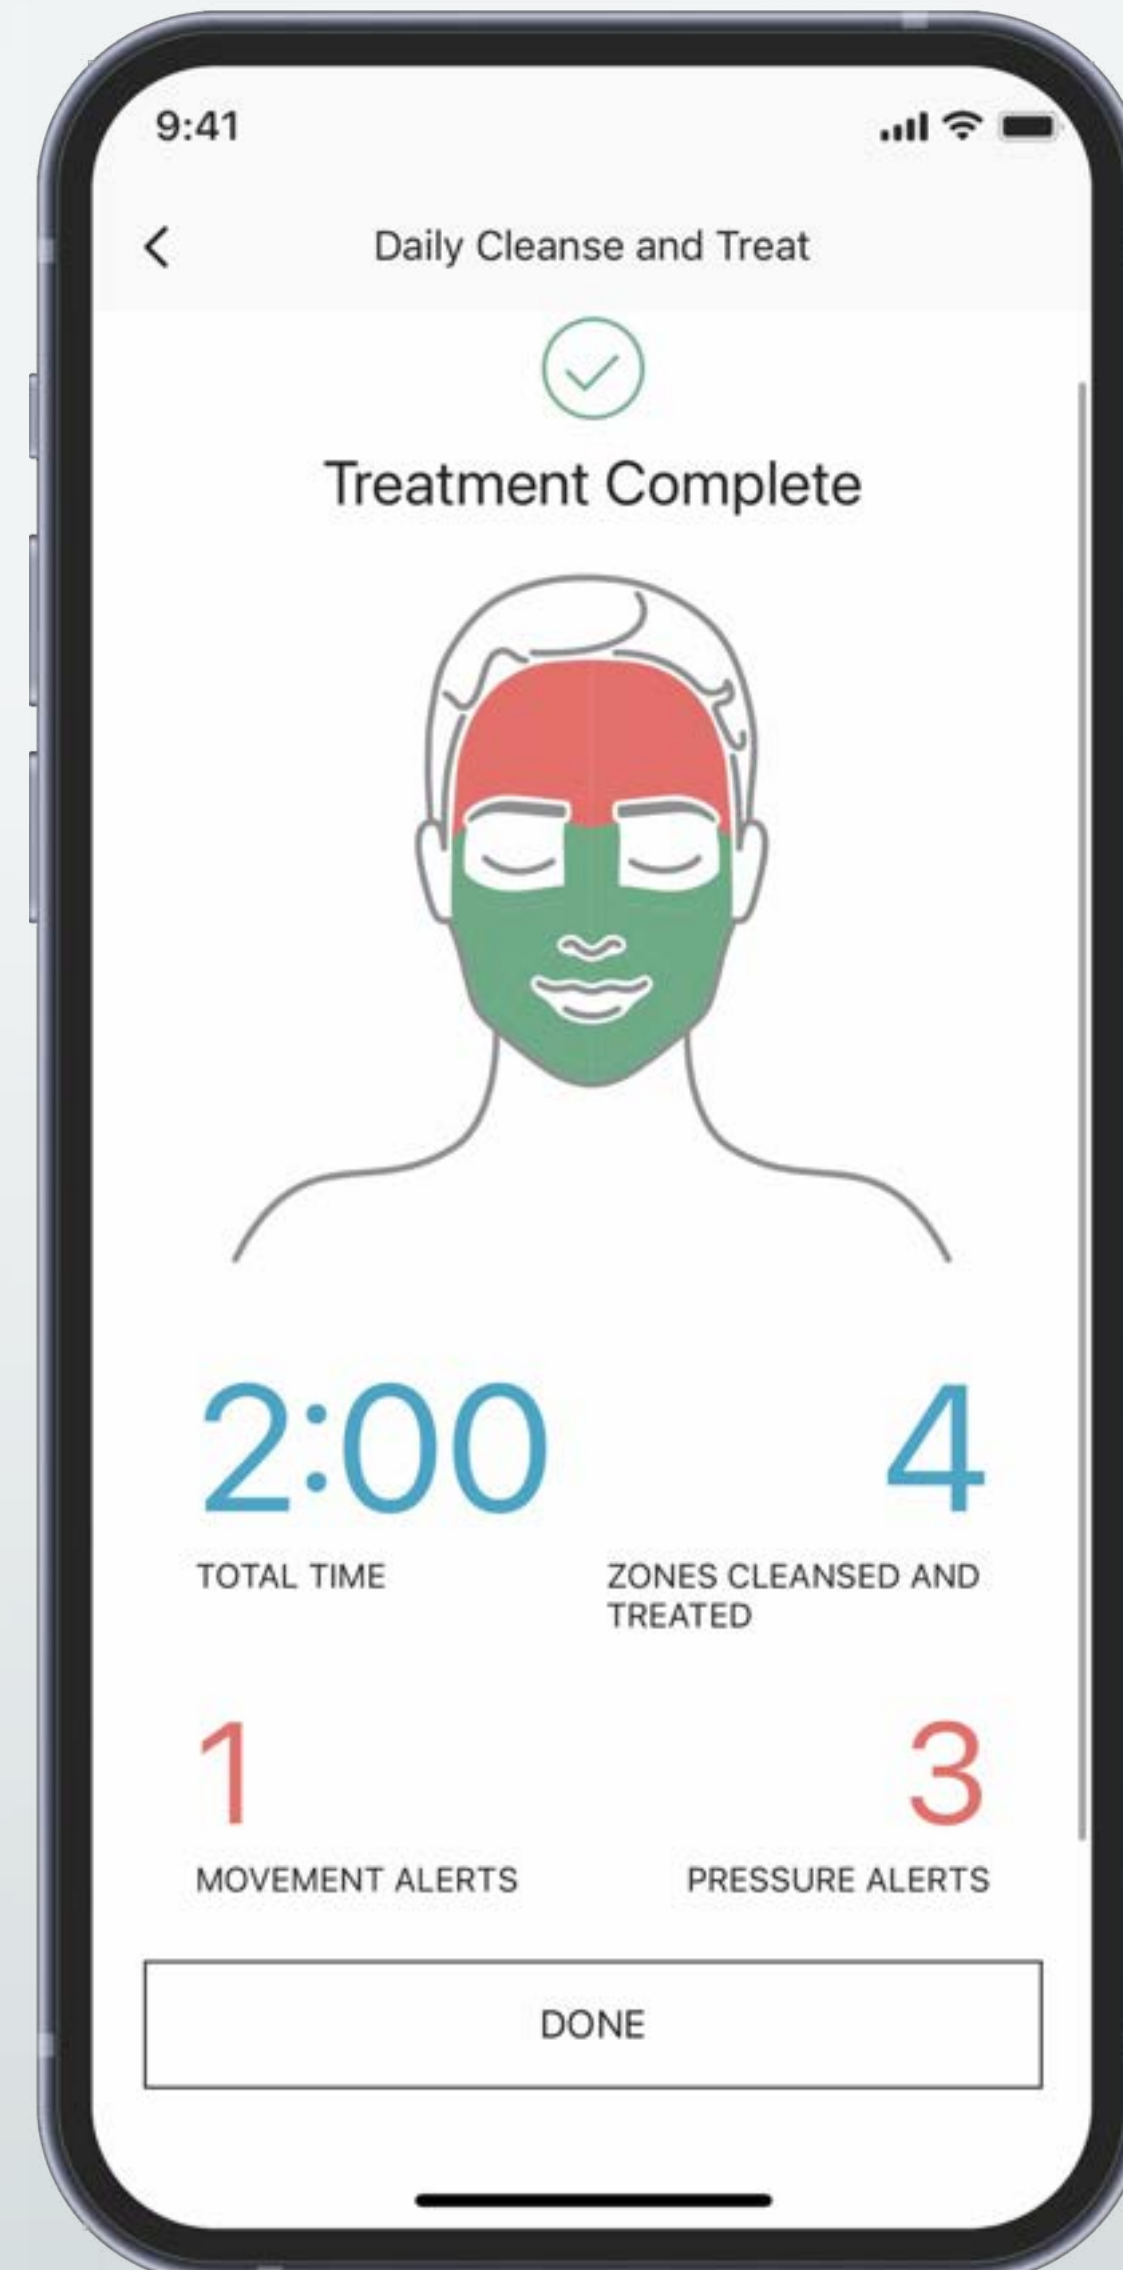 9:41
Daily Cleanse and Treat
Treatment Complete
2:00
4
TOTAL TIME
ZONES CLEANSED AND
TREATED
1
3
MOVEMENT ALERTS
PRESSURE ALERTS
DONE